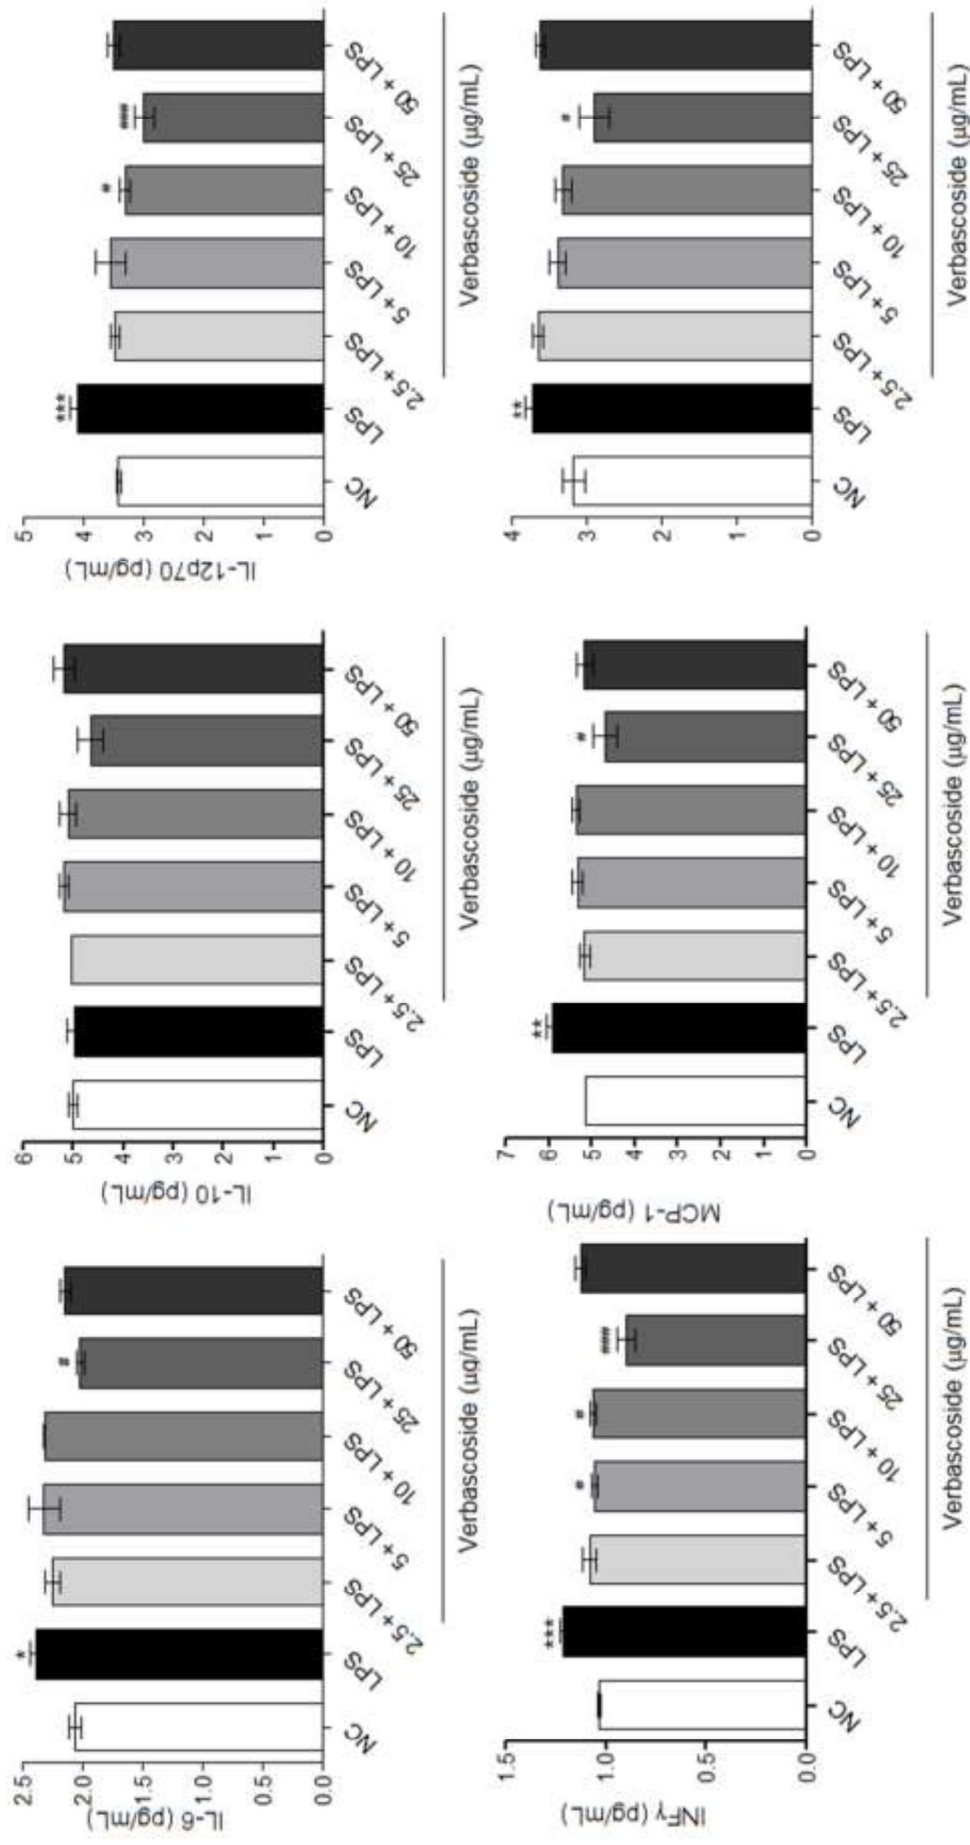 IL-6 (pg/mL)
2.5
2.0
1.5
1.0
0.5
0.0
*
#
NC
LPS
2.5+ LPS
5+ LPS
10 + LPS
25 + LPS
50 + LPS
Verbascoside (µg/mL)
IL-10 (pg/mL)
6
5
4
3
2
1
0
NC
LPS
2.5+ LPS
5+ LPS
10 + LPS
25 + LPS
50 + LPS
Verbascoside (µg/mL)
IL-12p70 (pg/mL)
5
4
3
2
1
0
***
#
###
NC
LPS
2.5+ LPS
5+ LPS
10 + LPS
25 + LPS
50 + LPS
Verbascoside (µg/mL)
INFγ (pg/mL)
1.5
1.0
0.5
0.0
***
#
#
###
NC
LPS
2.5+ LPS
5+ LPS
10 + LPS
25 + LPS
50 + LPS
Verbascoside (µg/mL)
MCP-1 (pg/mL)
7
6
5
4
3
2
1
0
**
#
NC
LPS
2.5+ LPS
5+ LPS
10 + LPS
25 + LPS
50 + LPS
Verbascoside (µg/mL)
4
3
2
1
0
**
#
NC
LPS
2.5+ LPS
5+ LPS
10 + LPS
25 + LPS
50 + LPS
Verbascoside (µg/mL)